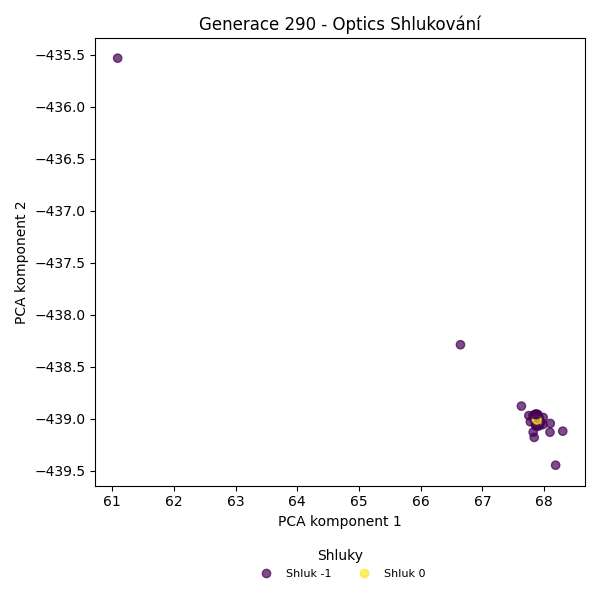 Generace 290 - Optics Shlukování
−435.5
−436.0
−436.5
−437.0
−437.5
−438.0
−438.5
−439.0
−439.5
PCA komponent 2
61 62 63 64 65 66 67 68
PCA komponent 1
Shluky
Shluk -1 Shluk 0